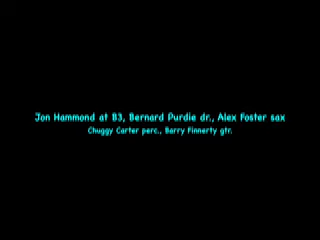 Jon Hammond at B3, Bernard Purdie dr., Alex Foster sax
Chuggy Carter perc., Barry Finnerty gtr.